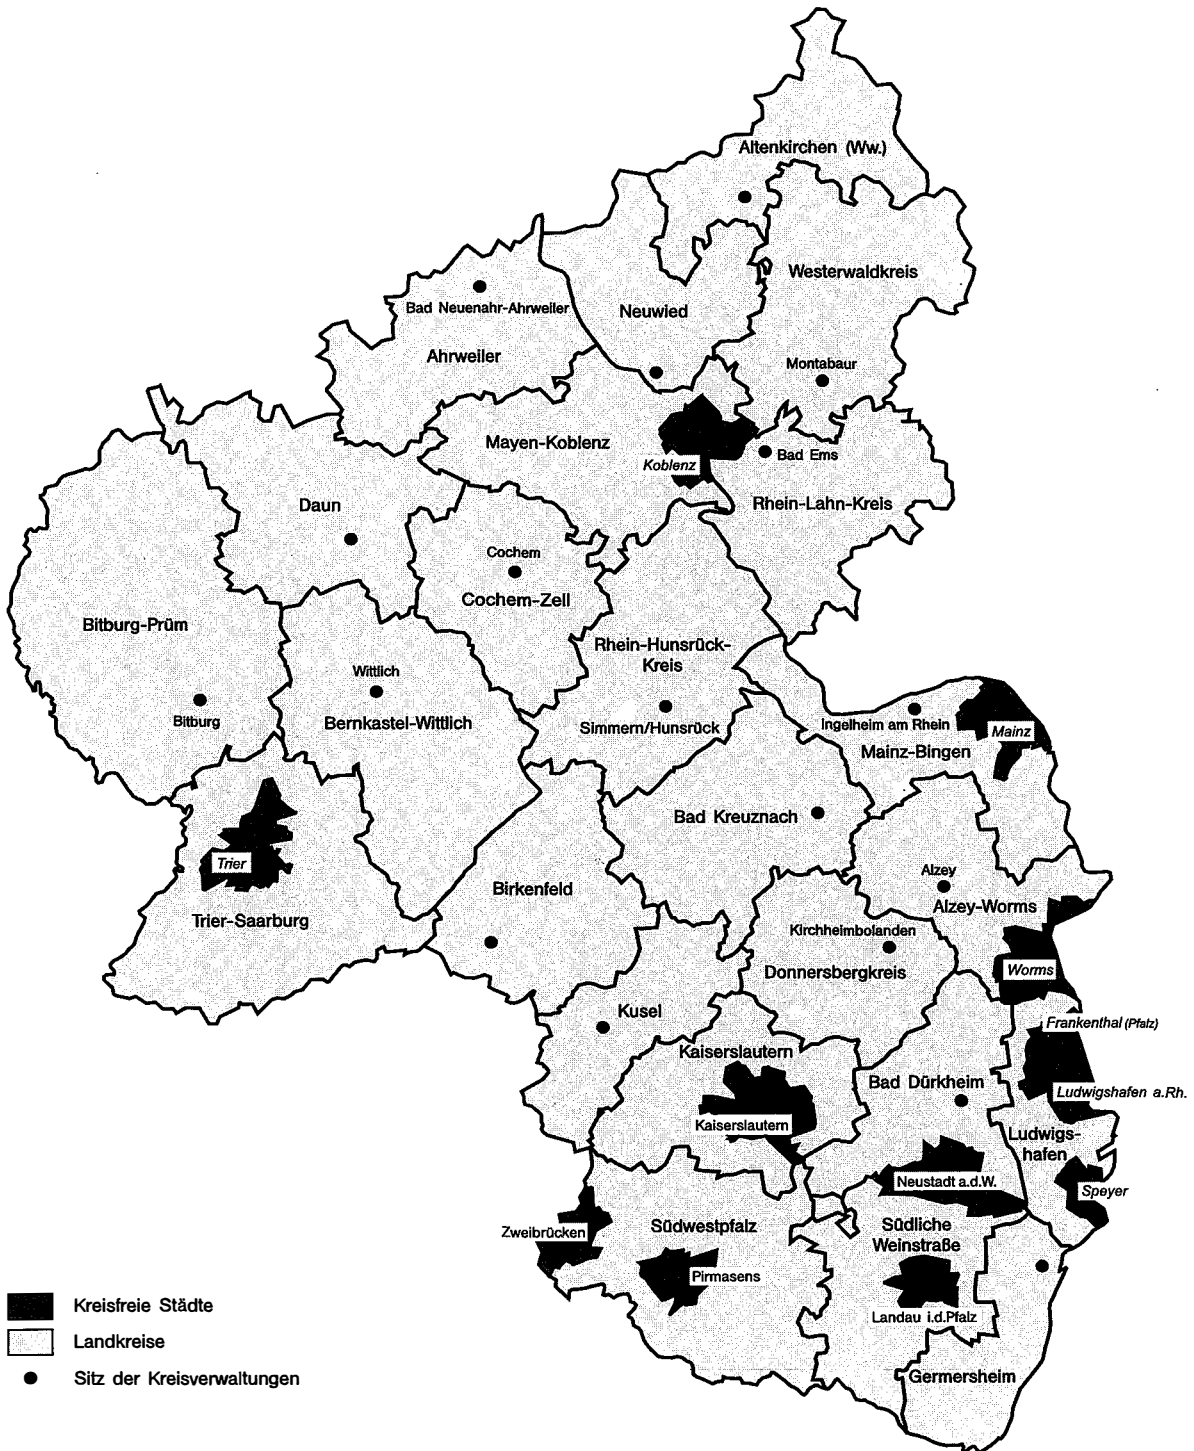 Altenkirchen (Ww.)
Westerwaldkreis
Bad Neuenahr-Ahrweiler
Neuwied
Ahrweiler
Montabaur
Mayen-Koblenz
Koblenz
Bad Ems
Daun
Rhein-Lahn-Kreis
Cochem
Cochem-Zell
Bitburg-Prüm
Rhein-Hunsrück-
Kreis
Wittlich
Bitburg
Bernkastel-Wittlich
Simmern/Hunsrück
Ingelheim am Rhein
Mainz
Mainz-Bingen
Bad Kreuznach
Trier
Alzey
Birkenfeld
Alzey-Worms
Trier-Saarburg
Kirchheimbolanden
Donnersbergkreis
Worms
Kusel
Frankenthal (Pfalz)
Kaiserslautern
Bad Dürkheim
Ludwigshafen a.Rh.
Kaiserslautern
Ludwigs-
hafen
Neustadt a.d.W.
Speyer
Zweibrücken
Südwestpfalz
Südliche
Weinstraße
Pirmasens
Landau i.d.Pfalz
Germersheim
Kreisfreie Städte
Landkreise
Sitz der Kreisverwaltungen